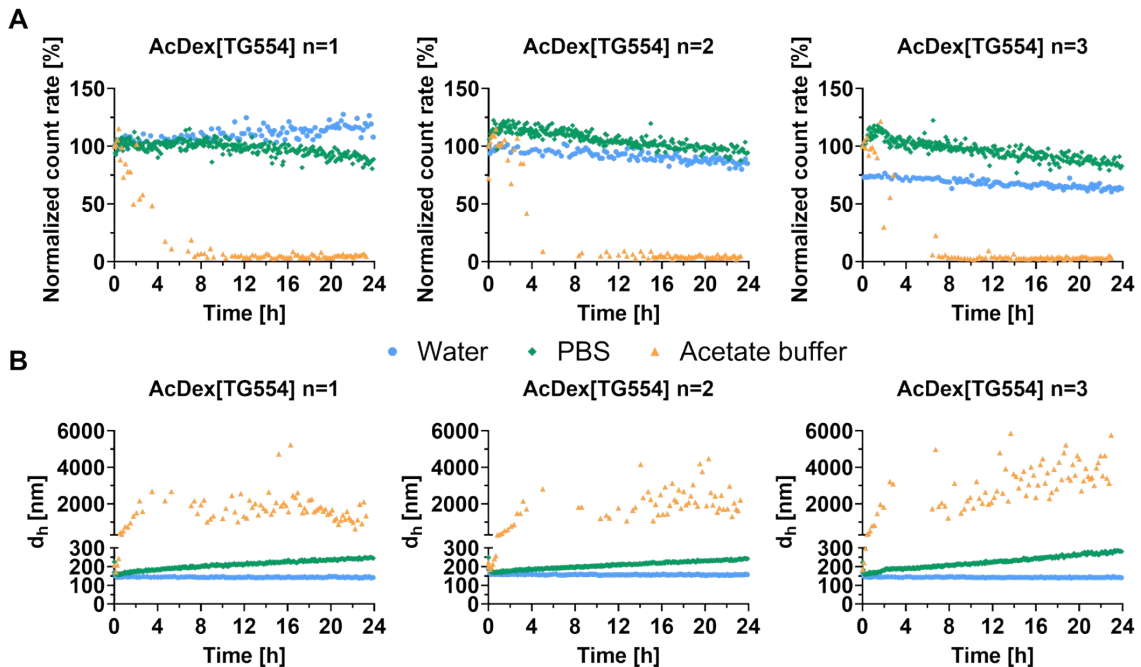 A
AcDex[TG554] n=1
AcDex[TG554] n=2
AcDex[TG554] n=3
Normalized count rate [%]
150
100
50
0
0 4 8 12 16 20 24
Time [h]
Normalized count rate [%]
150
100
50
0
0 4 8 12 16 20 24
Time [h]
Normalized count rate [%]
150
100
50
0
0 4 8 12 16 20 24
Time [h]
Water PBS Acetate buffer
B
AcDex[TG554] n=1
AcDex[TG554] n=2
AcDex[TG554] n=3
dh [nm]
6000
4000
2000
300
200
100
0
0 4 8 12 16 20 24
Time [h]
dh [nm]
6000
4000
2000
300
200
100
0
0 4 8 12 16 20 24
Time [h]
dh [nm]
6000
4000
2000
300
200
100
0
0 4 8 12 16 20 24
Time [h]